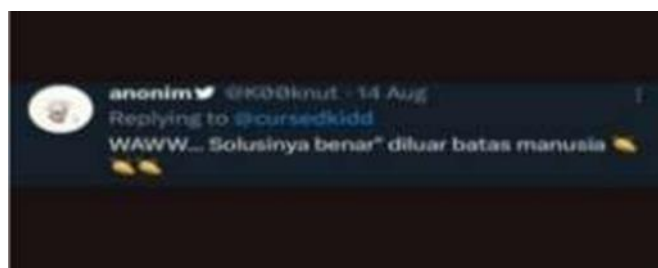 anonim @K00knut · 14 Aug
Replying to @cursedkidd
WAWW... Solusinya benar" diluar batas manusia 👏
👏👏